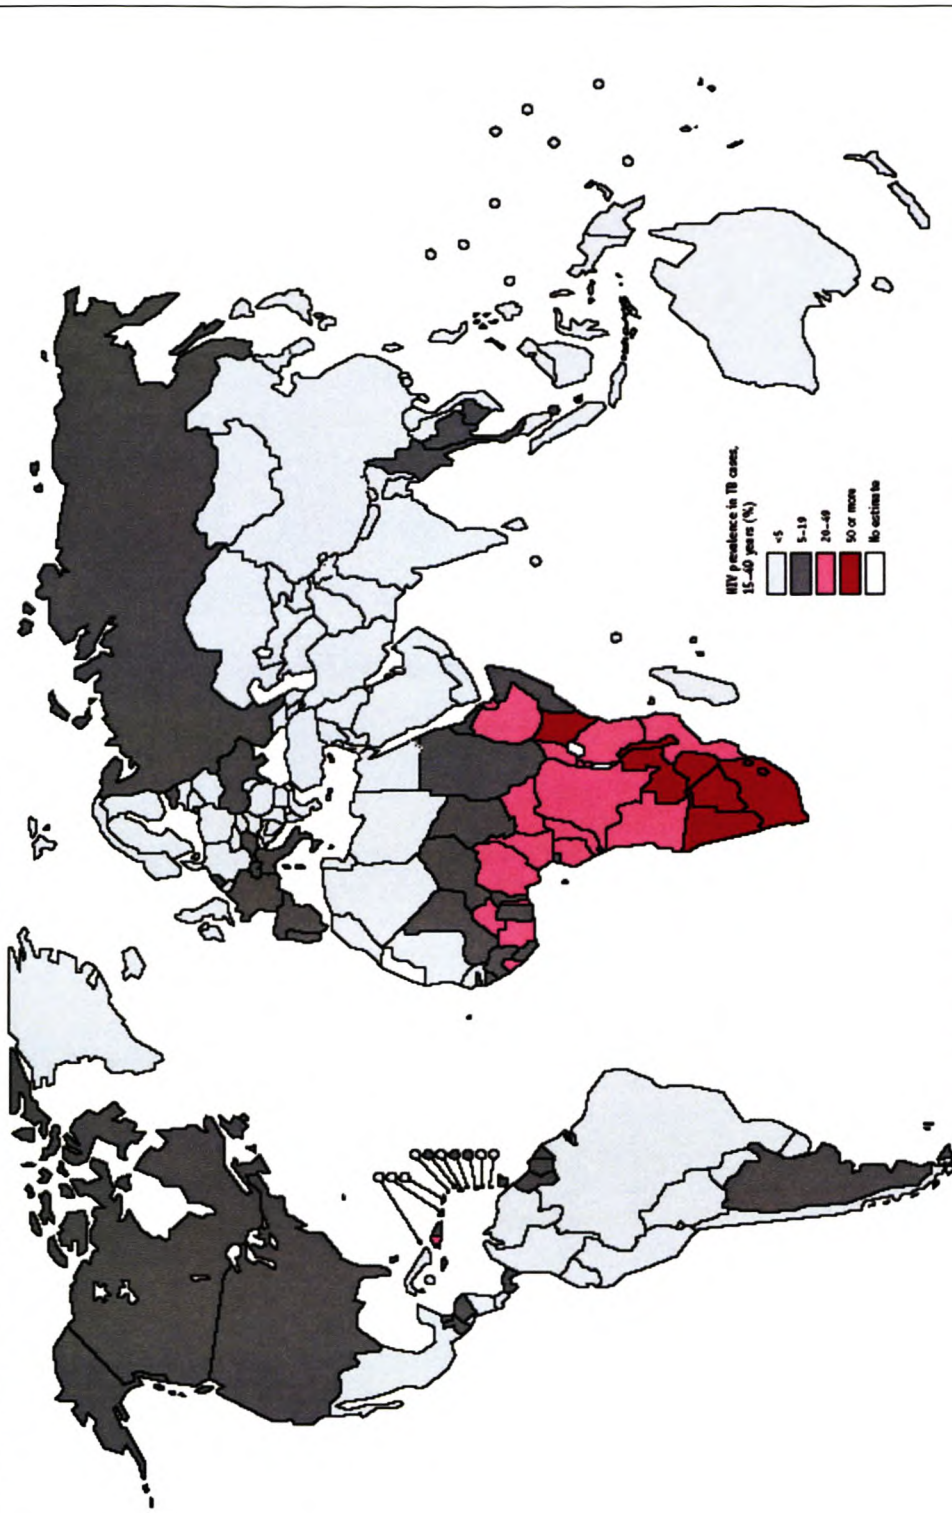 HIV prevalence in TB cases,
15–49 years (%)
<5
5–19
20–49
50 or more
No estimate